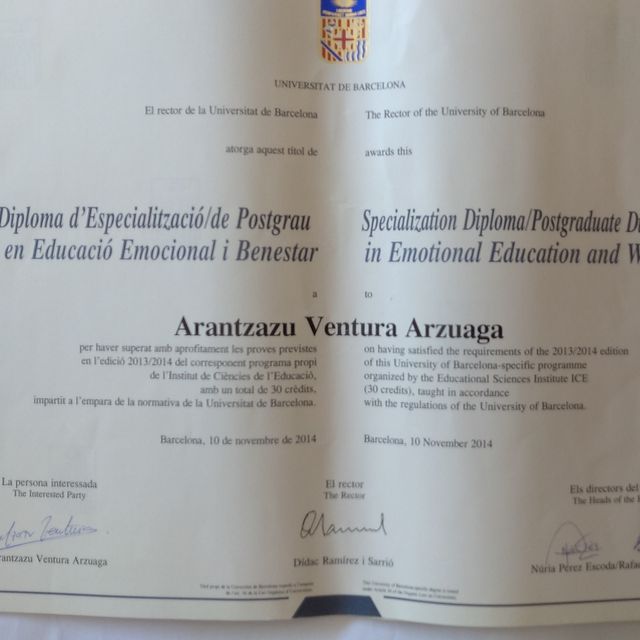 UNIVERSITAT DE BARCELONA
El rector de la Universitat de Barcelona
atorga aquest títol de
Diploma d'Especialització/de Postgrau
en Educació Emocional i Benestar
a
The Rector of the University of Barcelona
awards this
Specialization Diploma/Postgraduate
in Emotional Education and
to
Arantzazu Ventura Arzuaga
per haver superat amb aprofitament les proves previstes
en l'edició 2013/2014 del corresponent programa propi
de l'Institut de Ciències de l'Educació,
amb un total de 30 crèdits,
impartit a l'empara de la normativa de la Universitat de Barcelona.
Barcelona, 10 de novembre de 2014
on having satisfied the requirements of the 2013/2014 edition
of this University of Barcelona-specific programme
organized by the Educational Sciences Institute ICE
(30 credits), taught in accordance
with the regulations of the University of Barcelona.
Barcelona, 10 November 2014
La persona interessada
The Interested Party
Arantzazu Ventura Arzuaga
El rector
The Rector
Dídac Ramírez i Sarrió
Els directors del
The Heads of the
Núria Pérez Escoda/